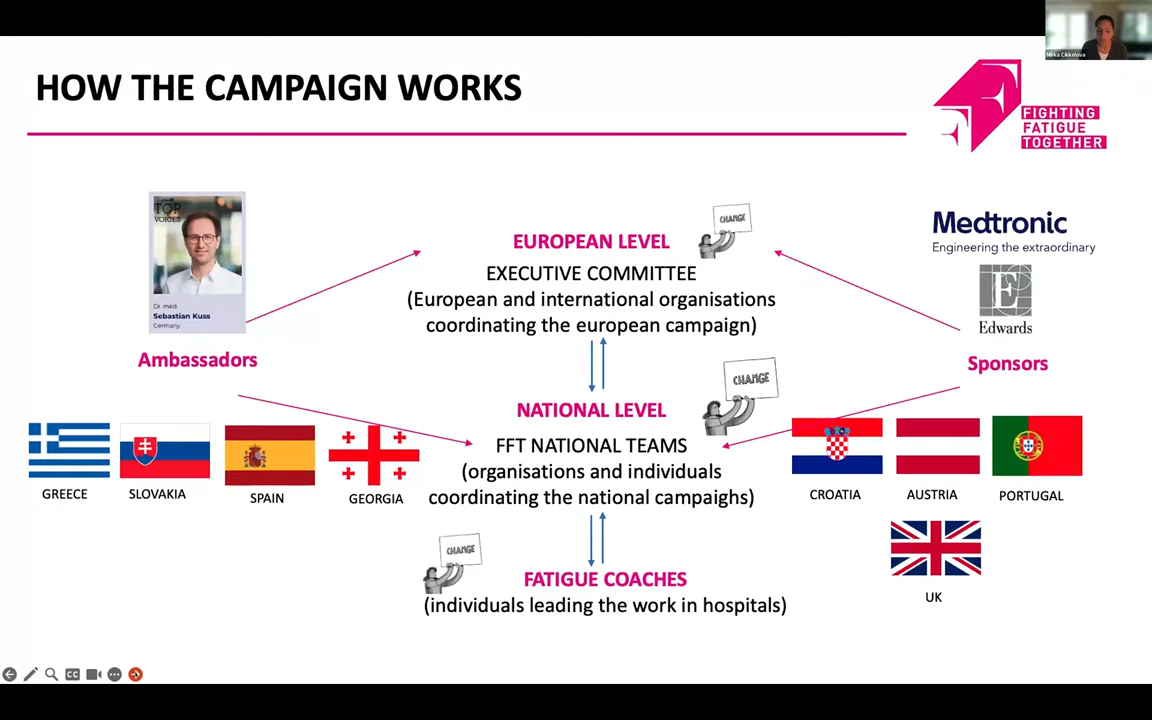 Mirka Cikkelova
HOW THE CAMPAIGN WORKS
FIGHTING
FATIGUE
TOGETHER
TOP
VOICES
Dr. med.
Sebastian Kuss
Germany
Ambassadors
CHANGE
EUROPEAN LEVEL
EXECUTIVE COMMITTEE
(European and international organisations
coordinating the european campaign)
Medtronic
Engineering the extraordinary
E
Edwards
Sponsors
CHANGE
NATIONAL LEVEL
FFT NATIONAL TEAMS
(organisations and individuals
coordinating the national campaighs)
GREECE
SLOVAKIA
SPAIN
GEORGIA
CROATIA
AUSTRIA
PORTUGAL
UK
CHANGE
FATIGUE COACHES
(individuals leading the work in hospitals)
CC